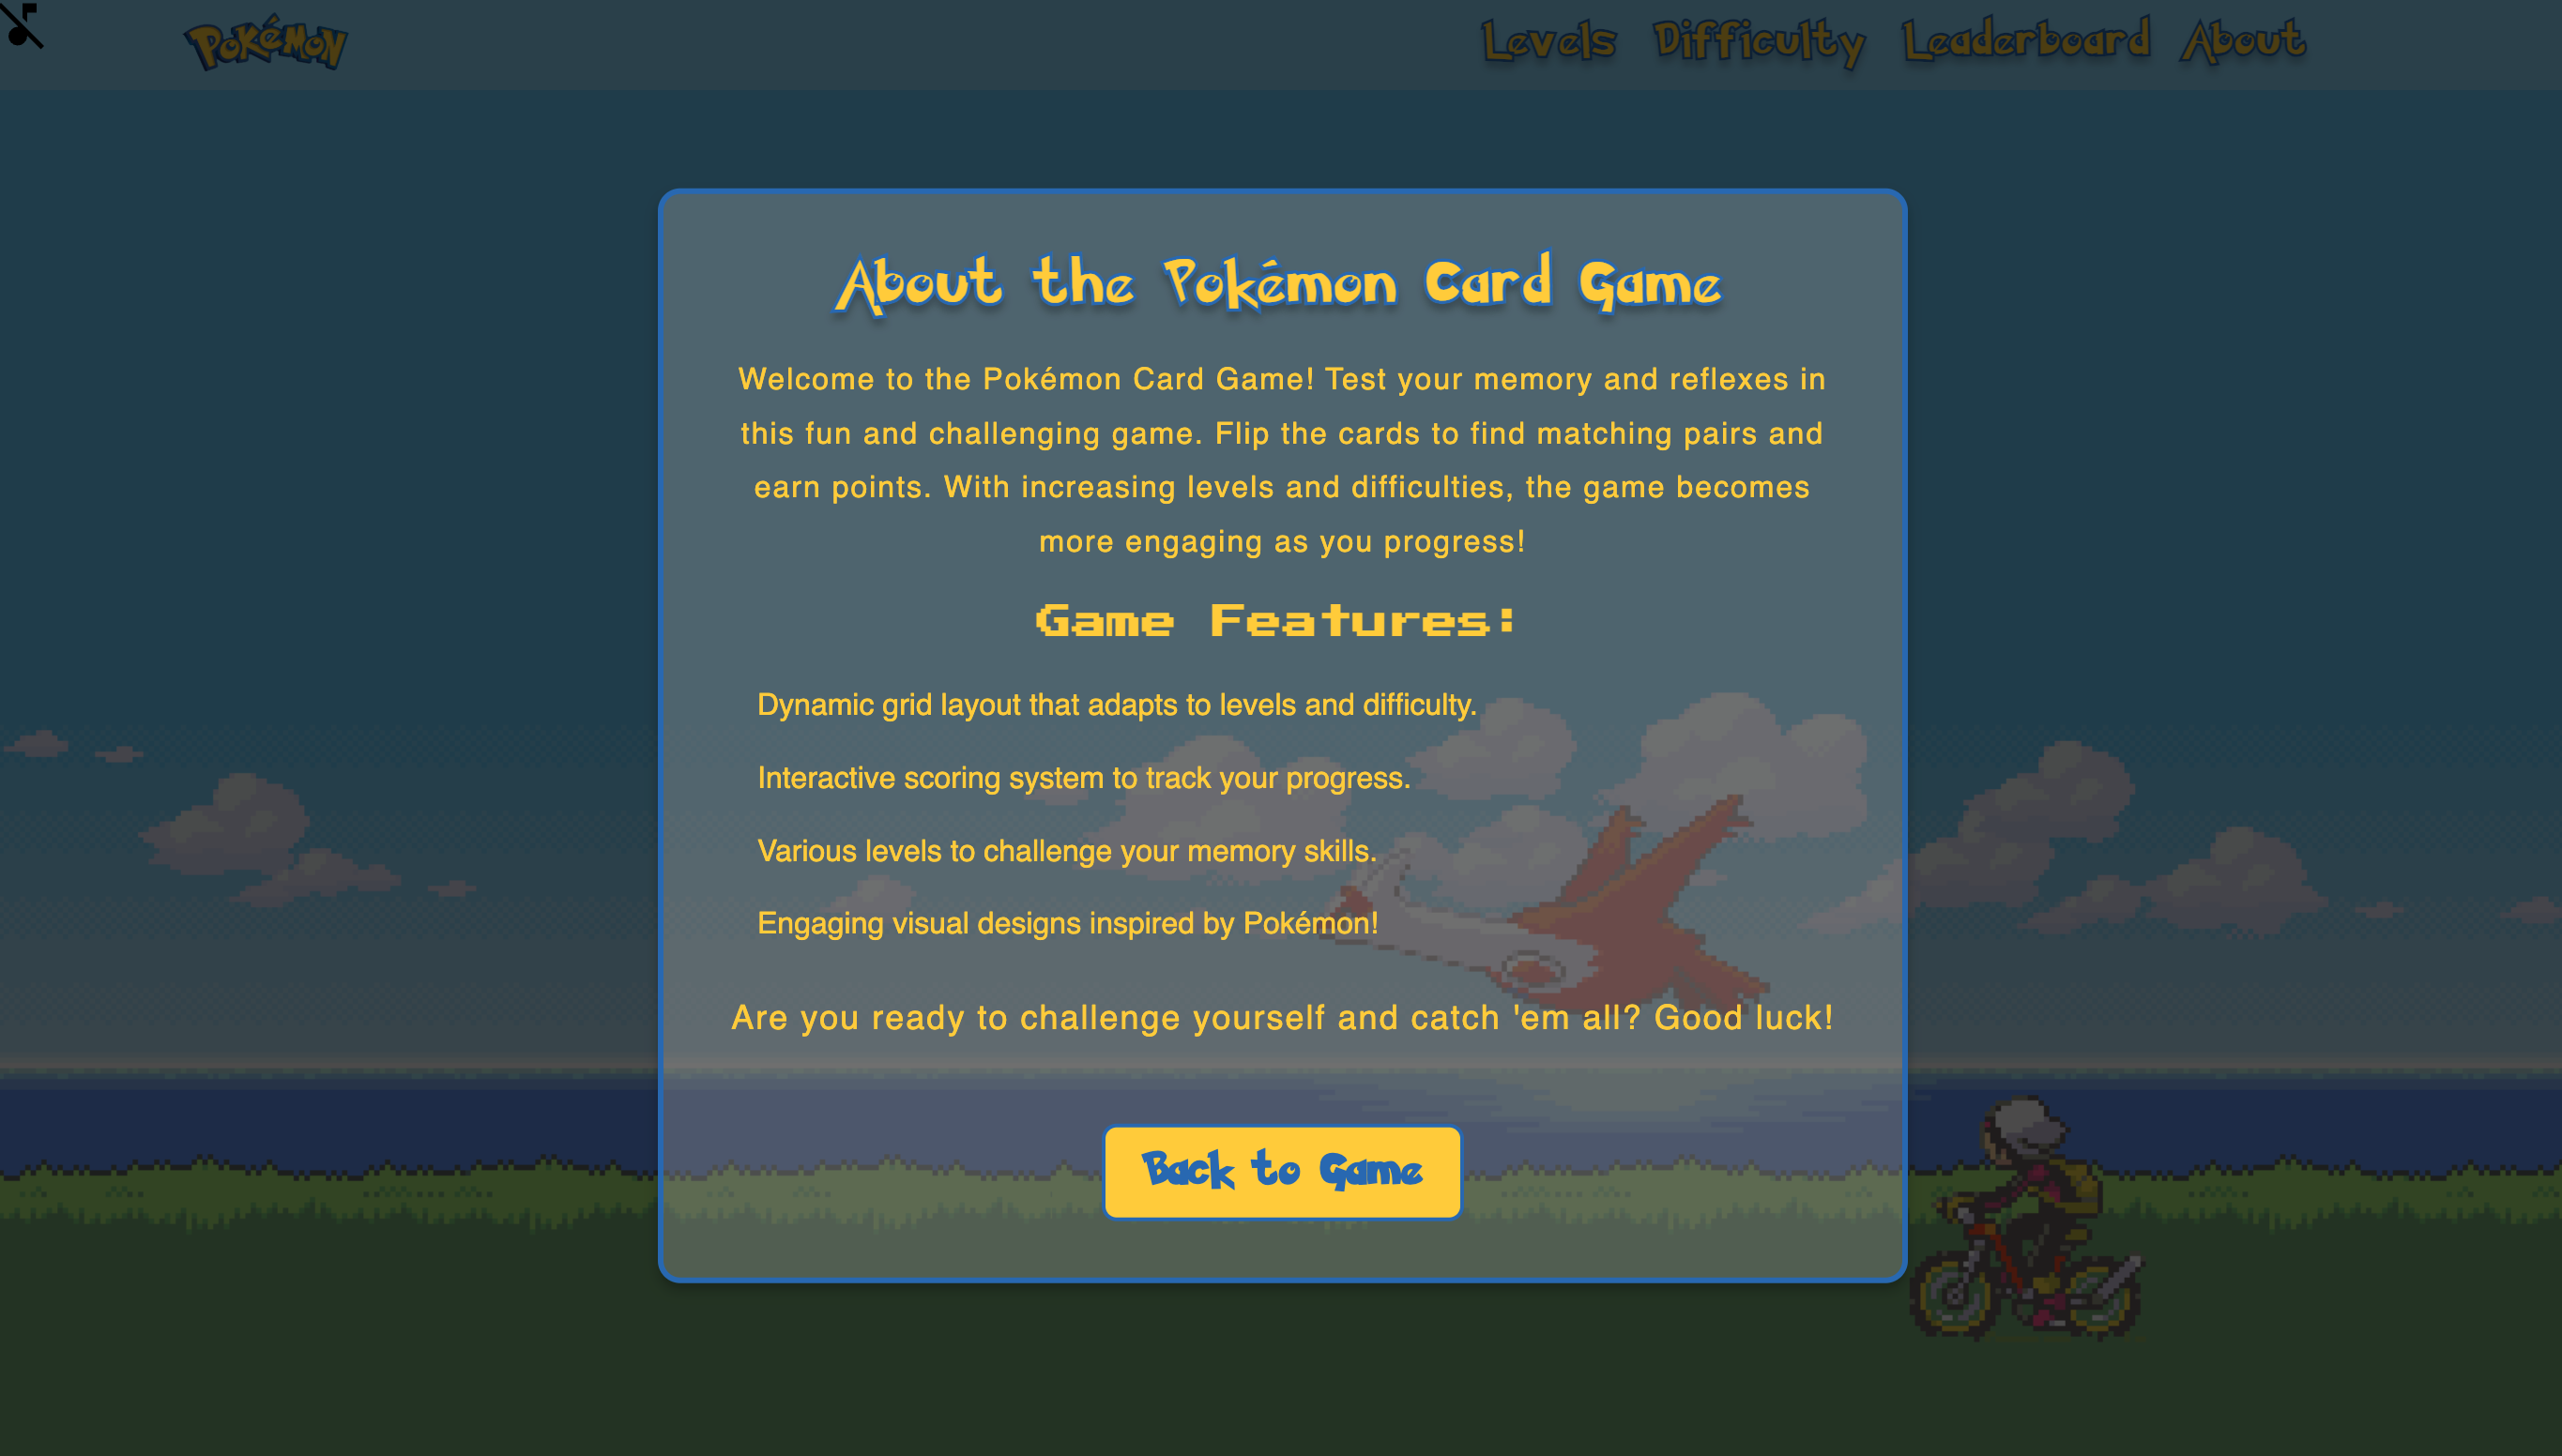 Pokémon
Levels Difficulty Leaderboard About
About the Pokémon Card Game
Welcome to the Pokémon Card Game! Test your memory and reflexes in
this fun and challenging game. Flip the cards to find matching pairs and
earn points. With increasing levels and difficulties, the game becomes
more engaging as you progress!
Game Features:
Dynamic grid layout that adapts to levels and difficulty.
Interactive scoring system to track your progress.
Various levels to challenge your memory skills.
Engaging visual designs inspired by Pokémon!
Are you ready to challenge yourself and catch 'em all? Good luck!
Back to Game